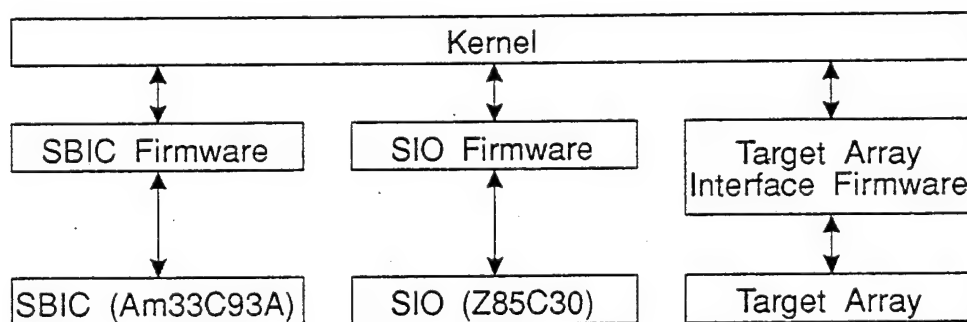 Kernel
SBIC Firmware
SIO Firmware
Target Array
Interface Firmware
SBIC (Am33C93A)
SIO (Z85C30)
Target Array